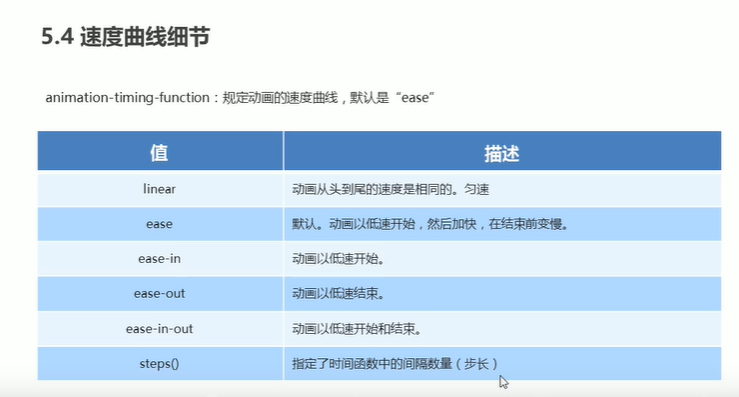 5.4 速度曲线细节
animation-timing-function：规定动画的速度曲线，默认是“ease”
值 描述
linear 动画从头到尾的速度是相同的。匀速
ease 默认。动画以低速开始，然后加快，在结束前变慢。
ease-in 动画以低速开始。
ease-out 动画以低速结束。
ease-in-out 动画以低速开始和结束。
steps() 指定了时间函数中的间隔数量（步长）